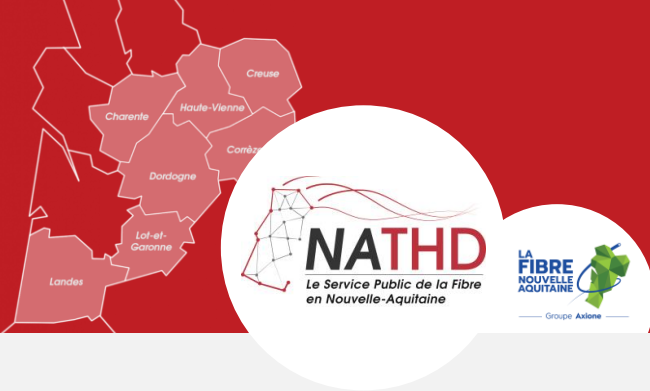 Creuse
Haute-Vienne
Charente
Corrèz
Dordogne
Lot-et-
Garonne
Landes
NATHD
Le Service Public de la Fibre
en Nouvelle-Aquitaine
LA
FIBRE
NOUVELLE
AQUITAINE
Groupe Axione